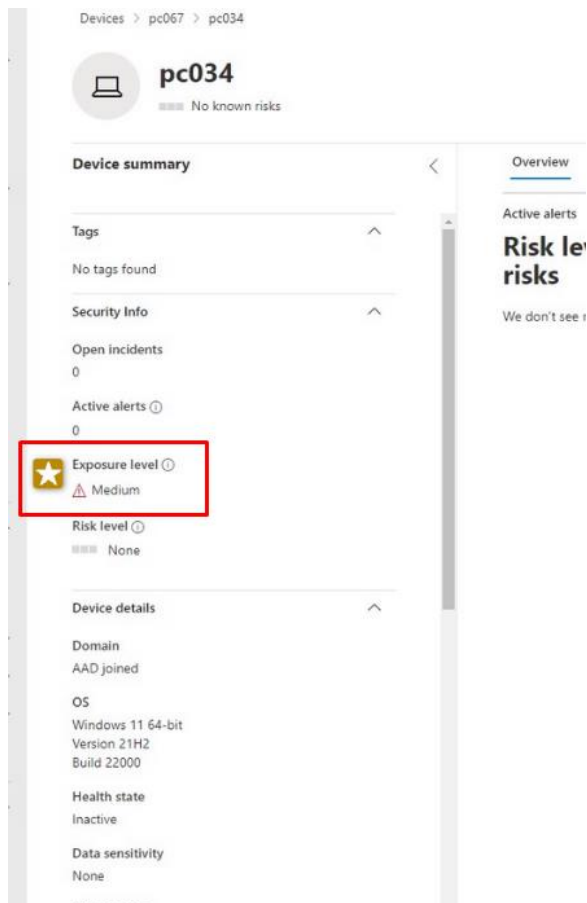 Devices > pc067 > pc034
pc034
No known risks
Device summary
Overview
Tags
No tags found
Active alerts
Risk le
risks
We don't see
Security Info
Open incidents
0
Active alerts
0
Exposure level
Medium
Risk level
None
Device details
Domain
AAD joined
OS
Windows 11 64-bit
Version 21H2
Build 22000
Health state
Inactive
Data sensitivity
None